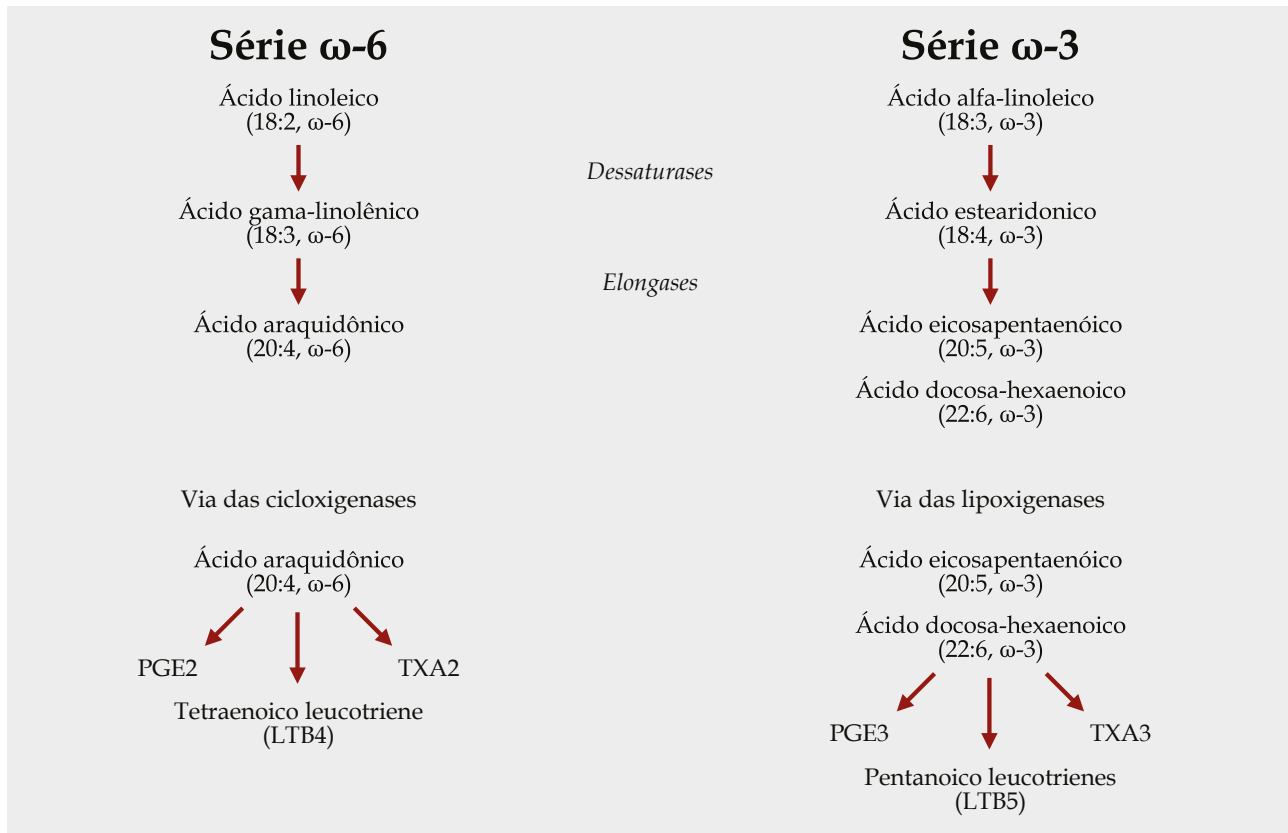 Série ω-6
Ácido linoleico
(18:2, ω-6)
Ácido gama-linolênico
(18:3, ω-6)
Ácido araquidônico
(20:4, ω-6)
Dessaturases
Elongases
Série ω-3
Ácido alfa-linoleico
(18:3, ω-3)
Ácido estearidonico
(18:4, ω-3)
Ácido eicosapentaenóico
(20:5, ω-3)
Ácido docosa-hexaenoico
(22:6, ω-3)
Via das cicloxigenases
Ácido araquidônico
(20:4, ω-6)
PGE2
TXA2
Tetraenoico leucotriene
(LTB4)
Via das lipoxigenases
Ácido eicosapentaenóico
(20:5, ω-3)
Ácido docosa-hexaenoico
(22:6, ω-3)
PGE3
TXA3
Pentanoico leucotrienes
(LTB5)